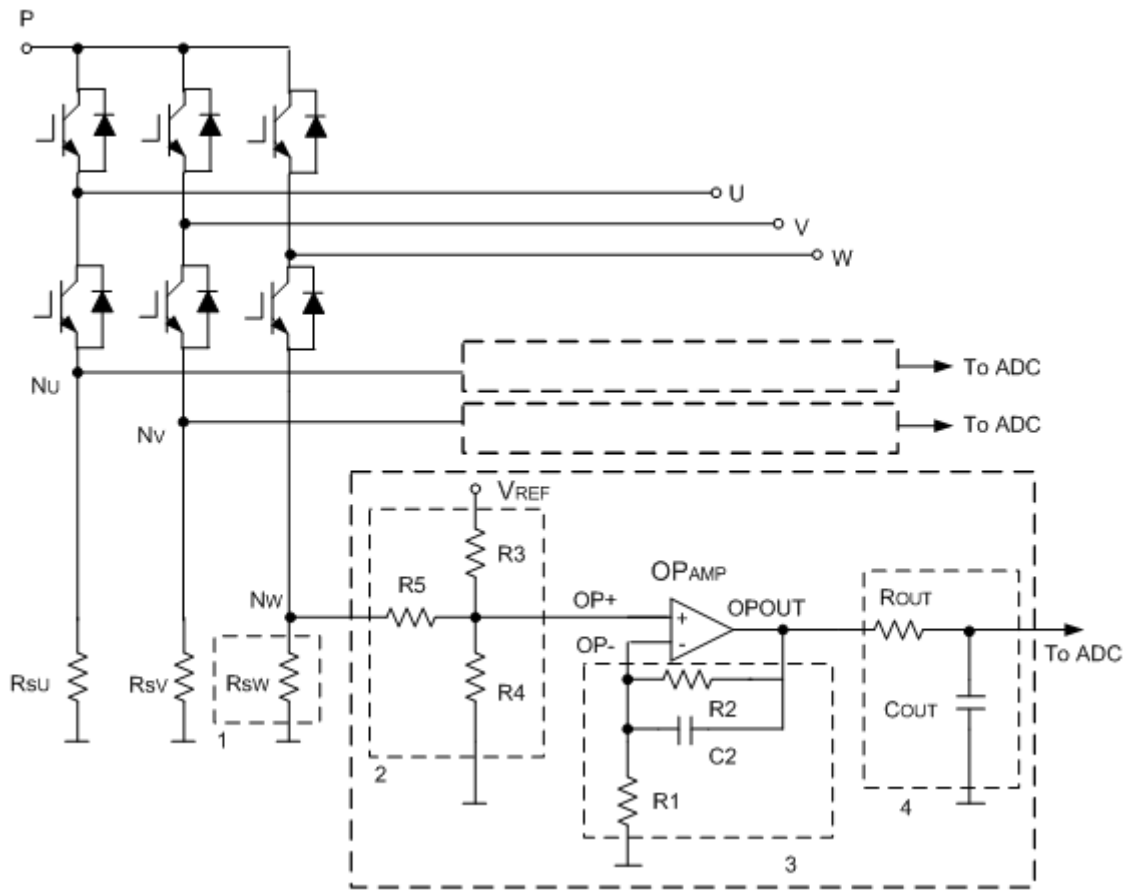 P
U
V
W
NU
To ADC
NV
To ADC
VREF
R3
R5
OPAMP
NW
OP+
OPOUT
ROUT
OP-
To ADC
RSU
RSV
RSW
R4
R2
COUT
1
C2
2
R1
4
3